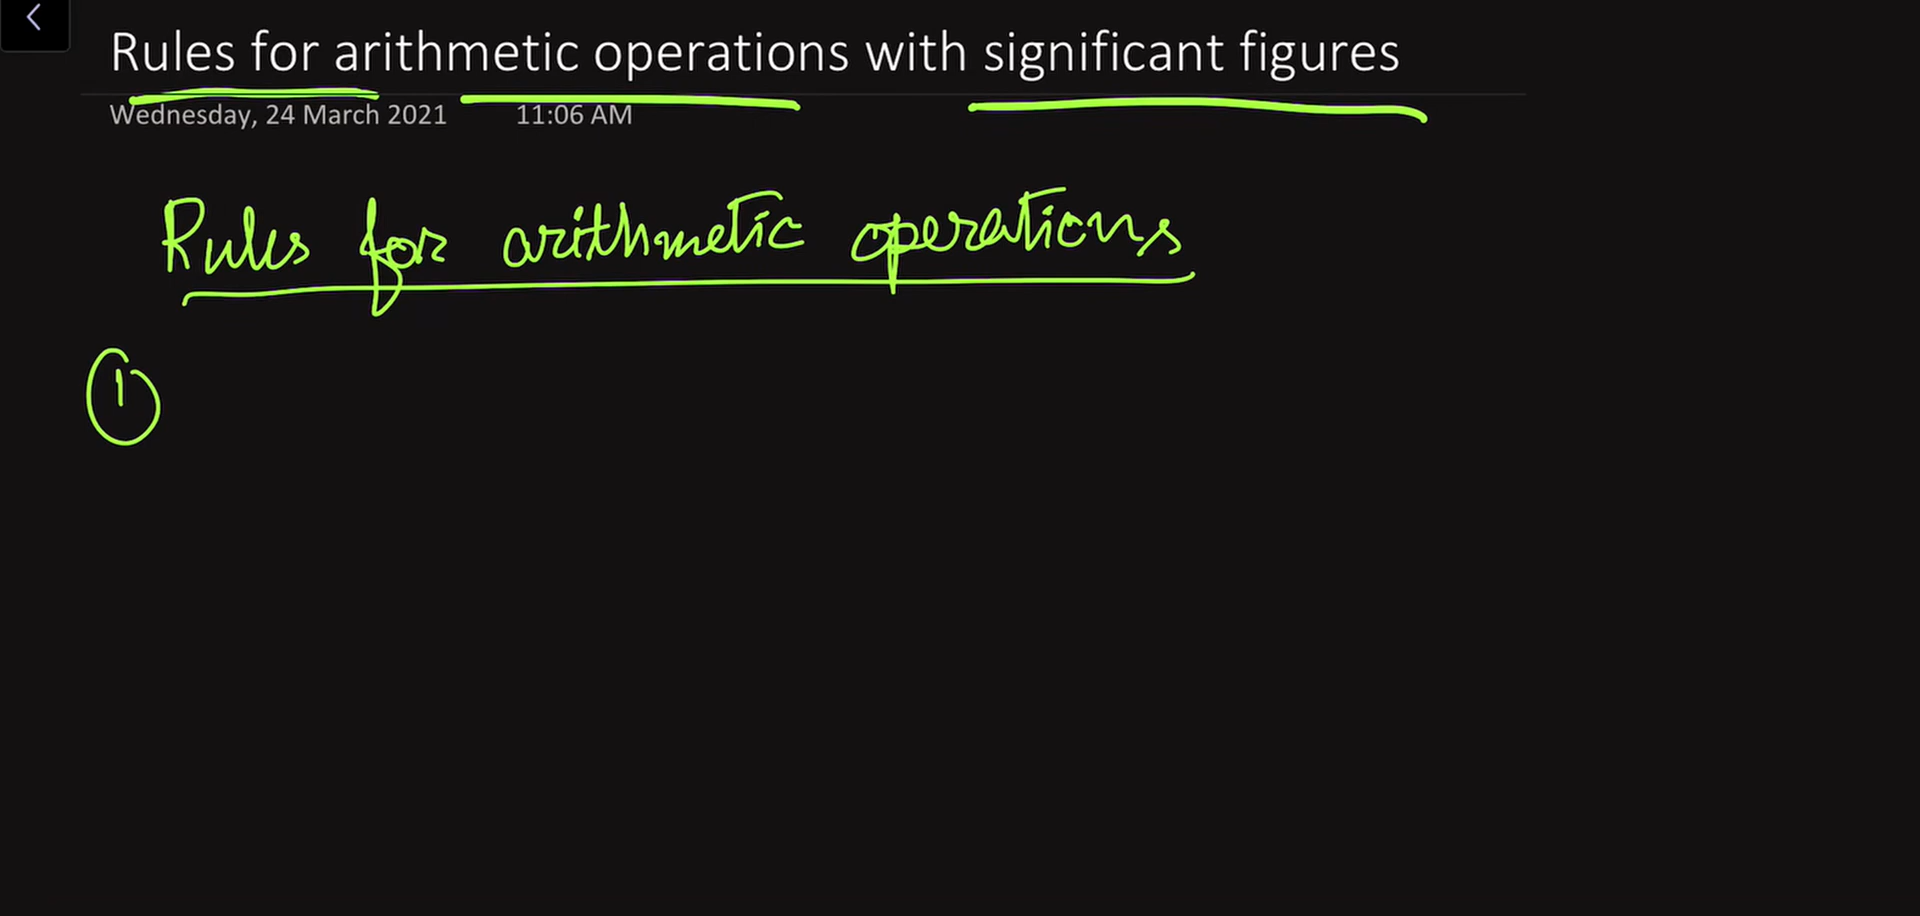 Rules for arithmetic operations with significant figures
Wednesday, 24 March 2021 11:06 AM
Rules for arithmetic operations
1